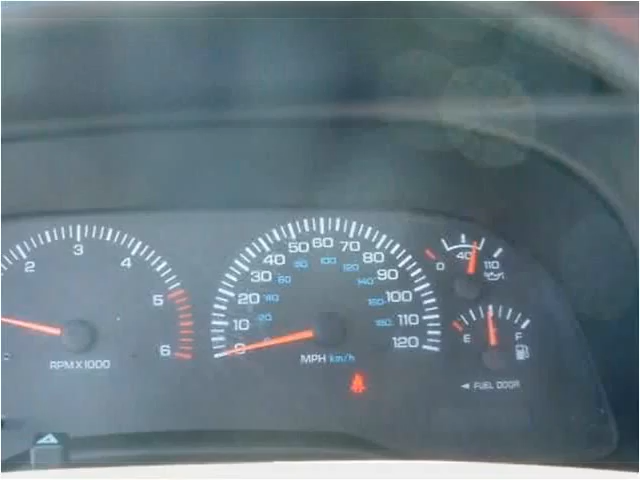 2 3 4 5 6
RPM X 1000
0 10 20 30 40 50 60 70 80 90 100 110 120
20 40 60 80 100 120 140 160 180
MPH km/h
0 40 110
E F
◄ FUEL DOOR